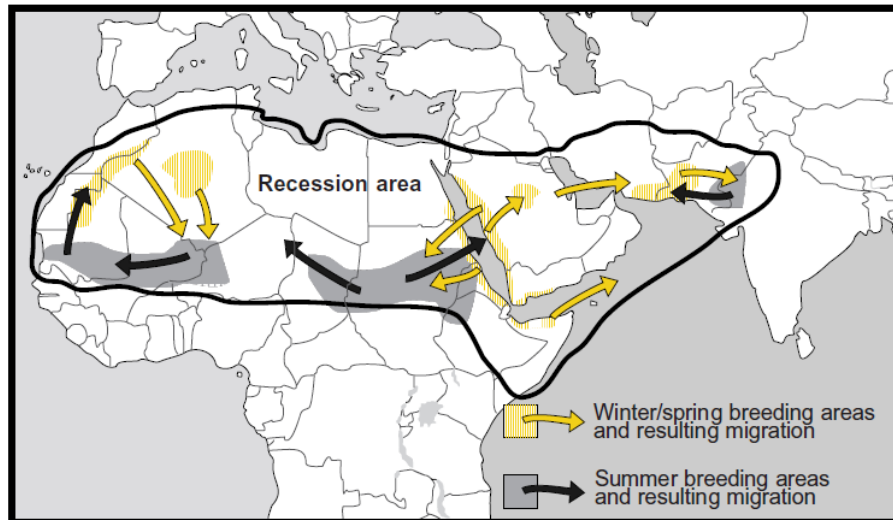 Recession area
Winter/spring breeding areas
and resulting migration
Summer breeding areas
and resulting migration